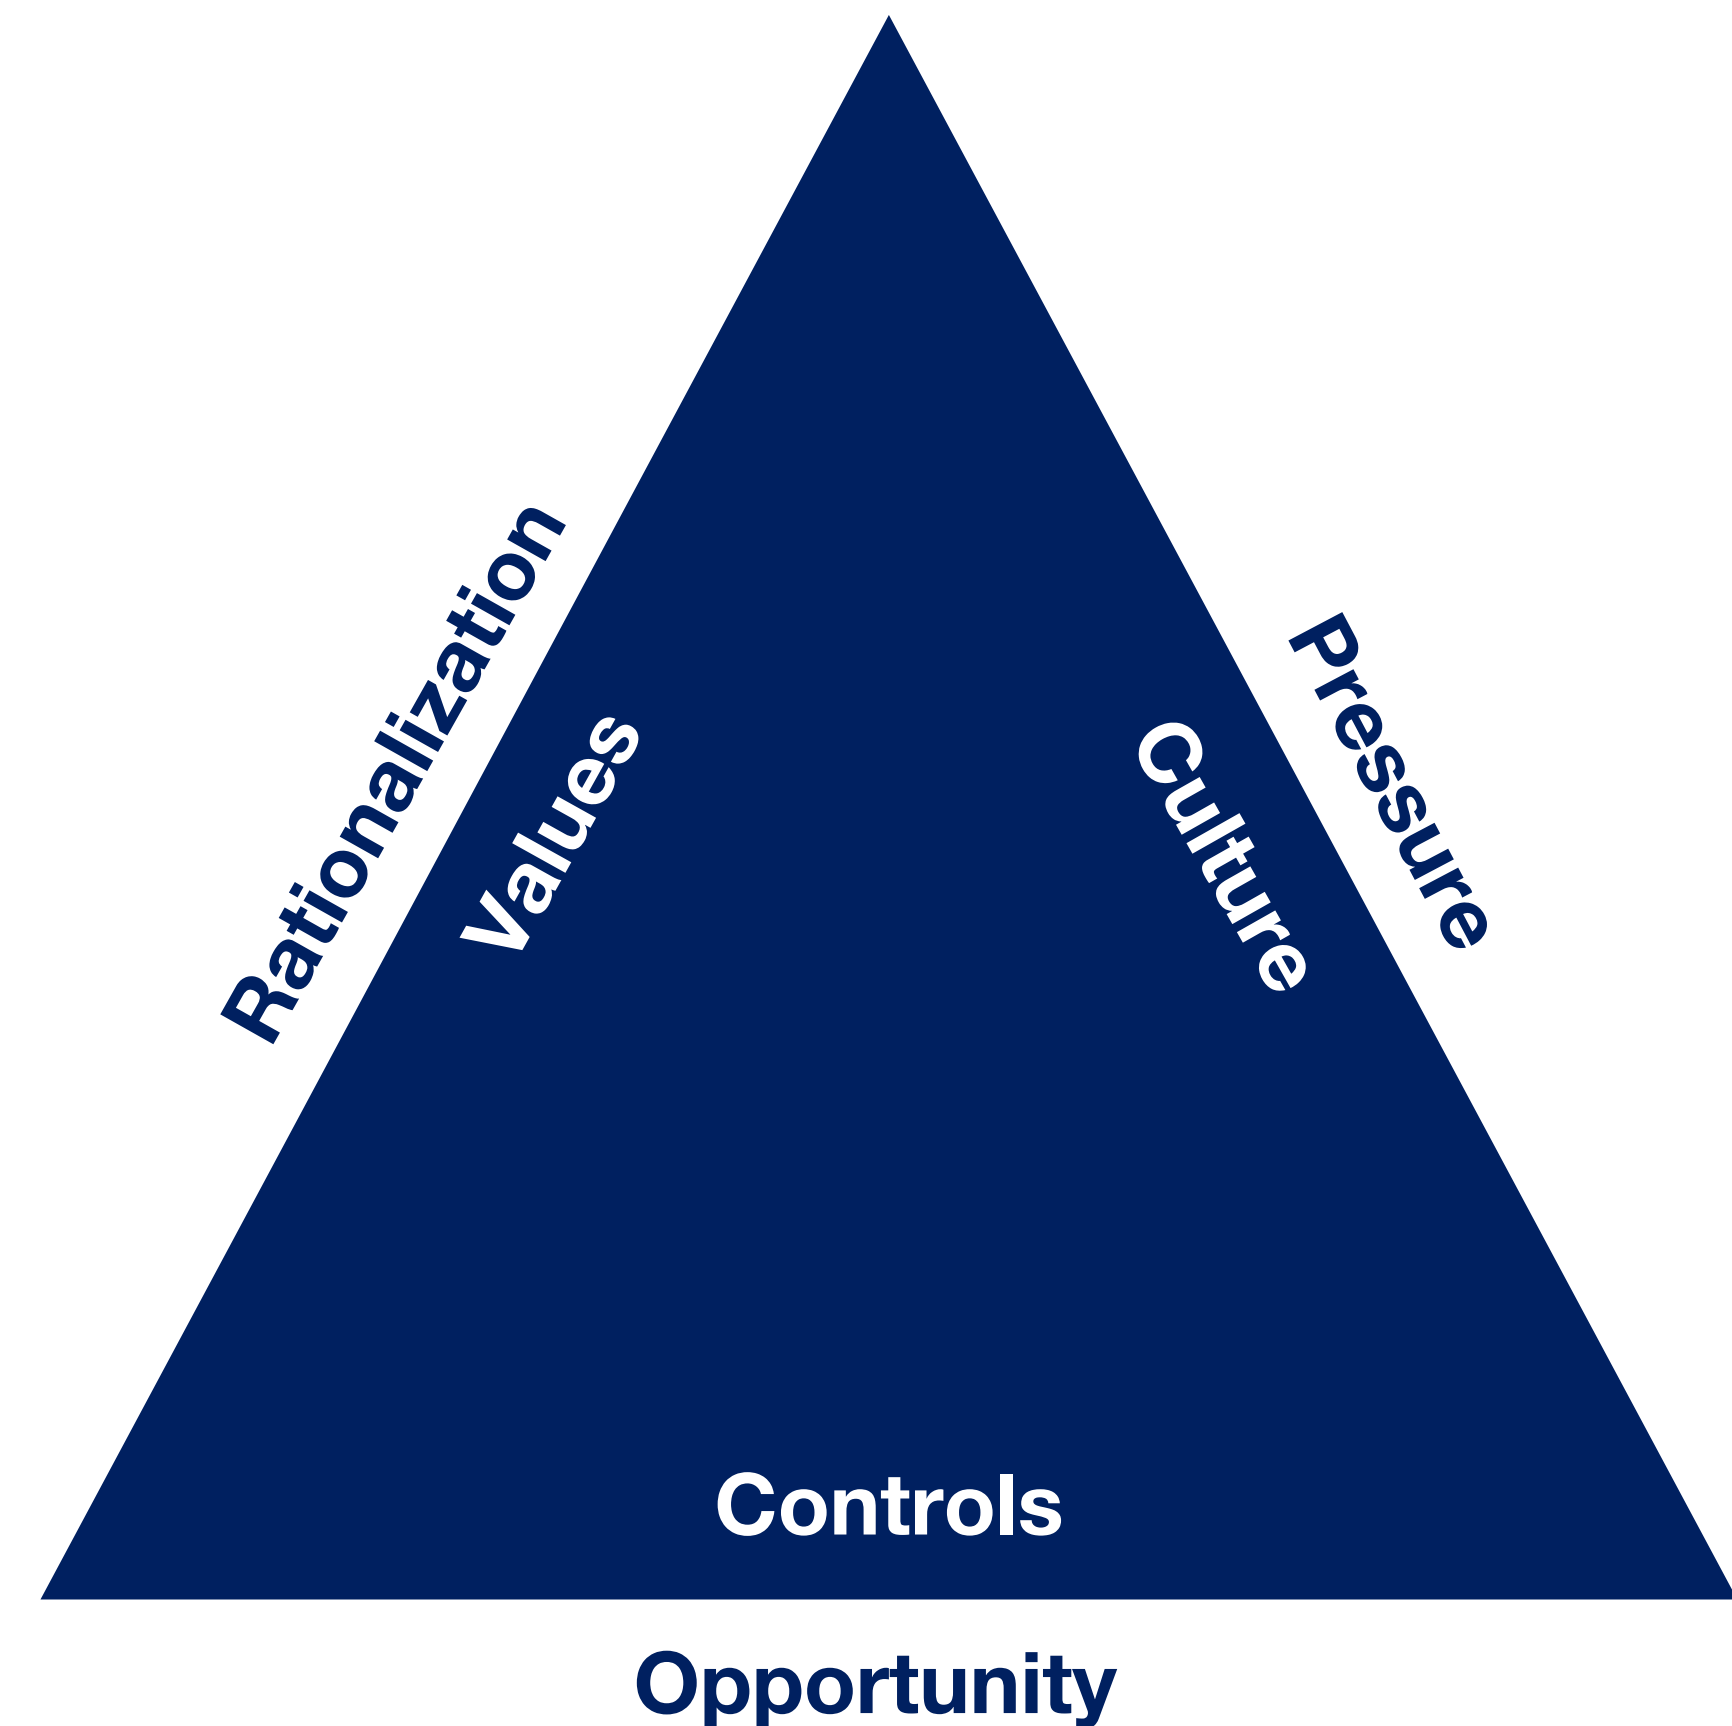 Rationalization
Values
Culture
Pressure
Controls
Opportunity